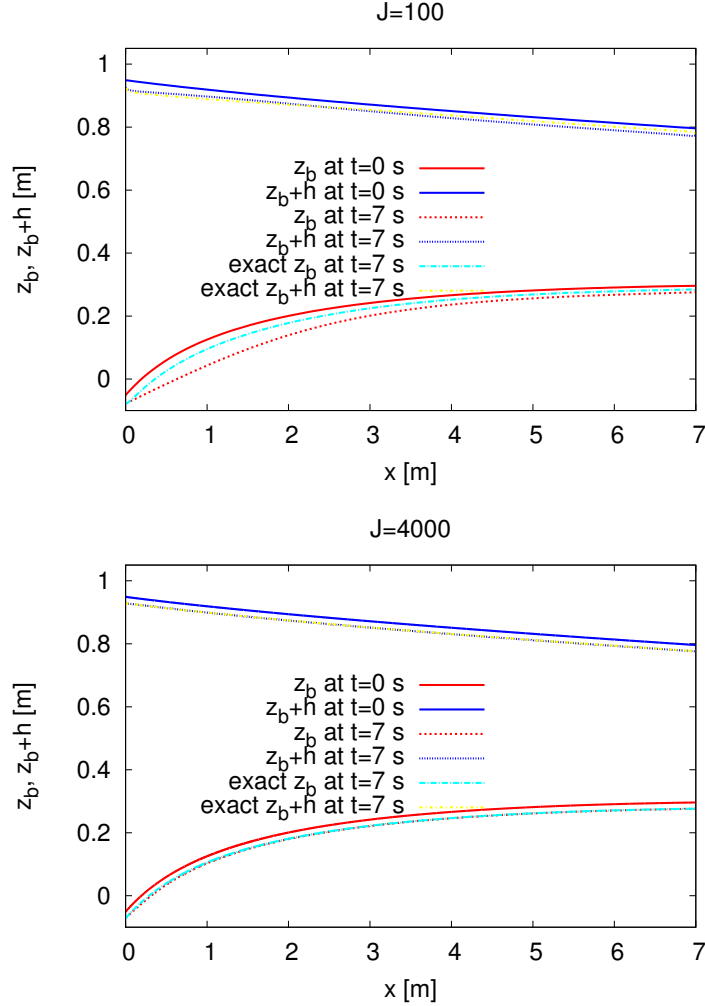 J=100
1
0.8
0.6
0.4
0.2
0
z_b, z_b+h [m]
z_b at t=0 s
z_b+h at t=0 s
z_b at t=7 s
z_b+h at t=7 s
exact z_b at t=7 s
exact z_b+h at t=7 s
0 1 2 3 4 5 6 7
x [m]
J=4000
1
0.8
0.6
0.4
0.2
0
z_b, z_b+h [m]
z_b at t=0 s
z_b+h at t=0 s
z_b at t=7 s
z_b+h at t=7 s
exact z_b at t=7 s
exact z_b+h at t=7 s
0 1 2 3 4 5 6 7
x [m]